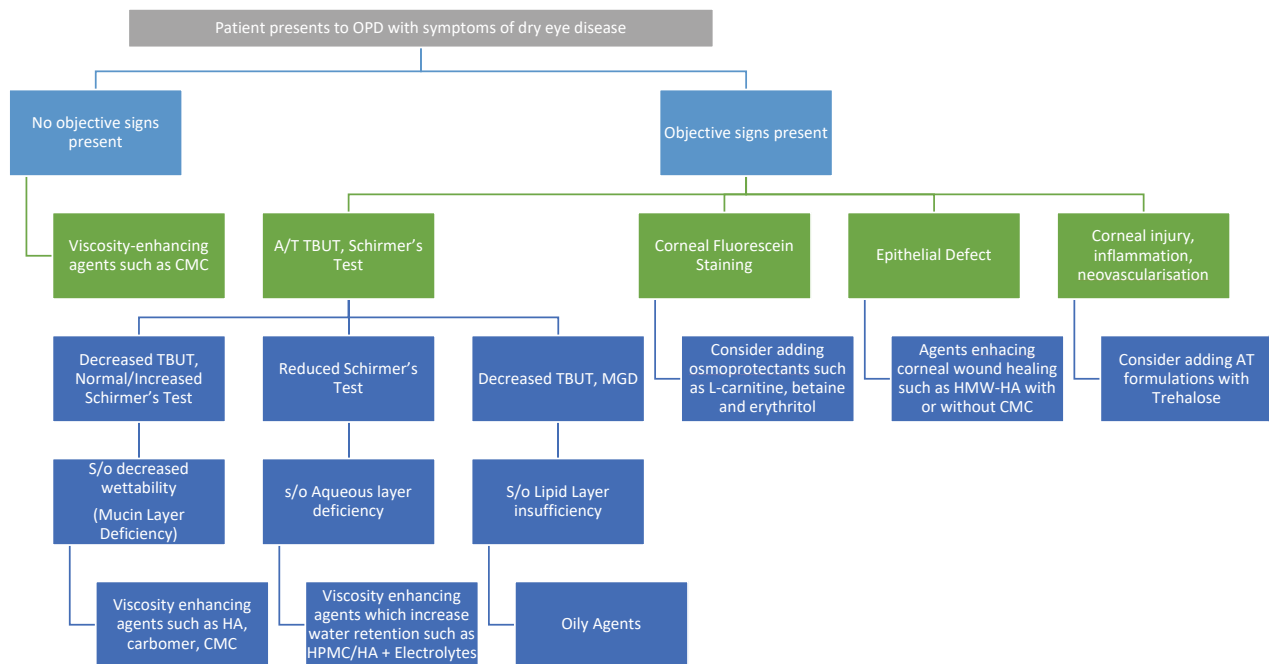 Patient presents to OPD with symptoms of dry eye disease
No objective signs
present
Objective signs present
Viscosity-enhancing
agents such as CMC
A/T TBUT, Schirmer's
Test
Corneal Fluorescein
Staining
Epithelial Defect
Corneal injury,
inflammation,
neovascularisation
Decreased TBUT,
Normal/Increased
Schirmer's Test
Reduced Schirmer's
Test
Decreased TBUT, MGD
Consider adding
osmoprotectants such
as L-carnitine, betaine
and erythritol
Agents enhacing
corneal wound healing
such as HMW-HA with
or without CMC
Consider adding AT
formulations with
Trehalose
S/o decreased
wettability
(Mucin Layer
Deficiency)
s/o Aqueous layer
deficiency
S/o Lipid Layer
insufficiency
Viscosity enhancing
agents such as HA,
carbomer, CMC
Viscosity enhancing
agents which increase
water retention such as
HPMC/HA + Electrolytes
Oily Agents